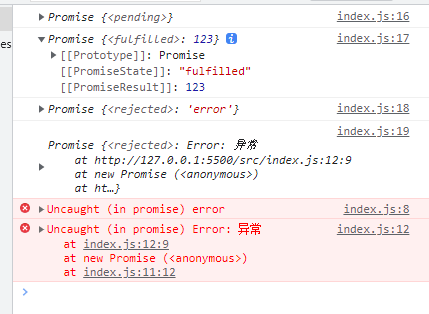 Promise {<pending>} index.js:16
es
Promise {<fulfilled>: 123} i index.js:17
[[Prototype]]: Promise
[[PromiseState]]: "fulfilled"
[[PromiseResult]]: 123
Promise {<rejected>: 'error'} index.js:18
index.js:19
Promise {<rejected>: Error: 异常
at http://127.0.0.1:5500/src/index.js:12:9
at new Promise (<anonymous>)
at ht…}
Uncaught (in promise) error index.js:8
Uncaught (in promise) Error: 异常 index.js:12
at index.js:12:9
at new Promise (<anonymous>)
at index.js:11:12